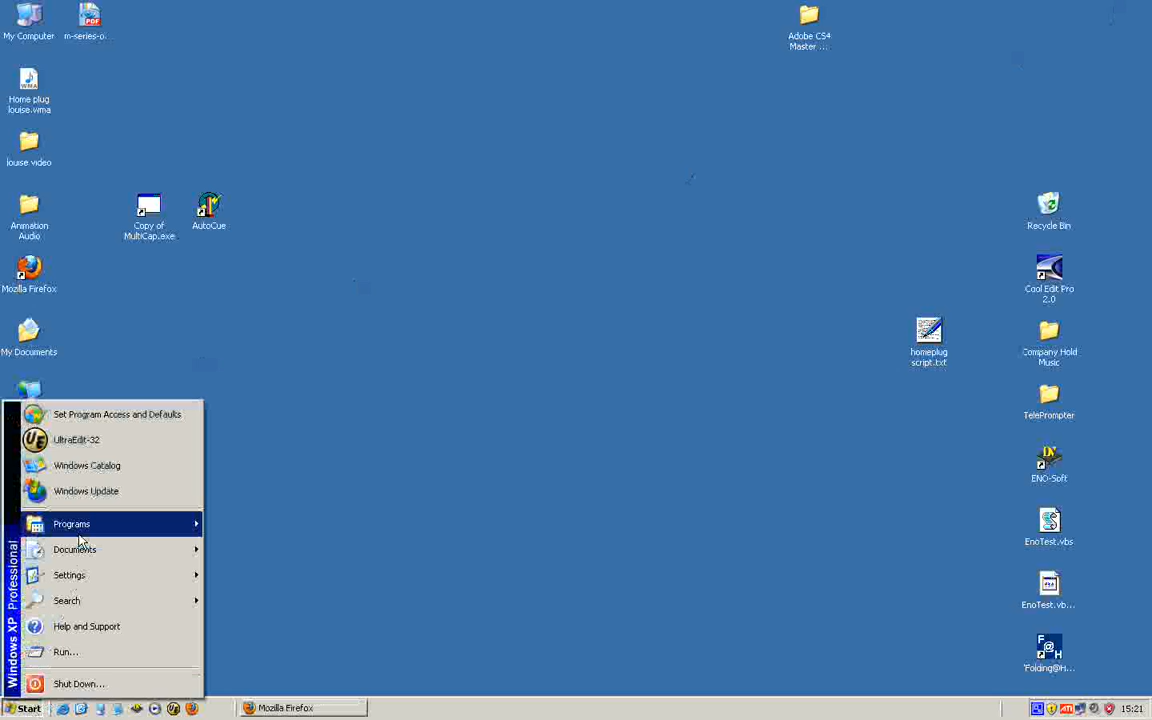 My Computer
m-series-o...
Adobe CS4
Master ...
Home plug
louise.wma
louise video
Animation
Audio
Copy of
MultiCap.exe
AutoCue
Recycle Bin
Mozilla Firefox
Cool Edit Pro
2.0
My Documents
homeplug
script.txt
Company Hold
Music
TelePrompter
Set Program Access and Defaults
UltraEdit-32
Windows Catalog
Windows Update
Programs
Documents
Settings
Search
Help and Support
Run...
Shut Down...
Windows XP Professional
ENO-Soft
EnoTest.vbs
EnoTest.vb...
F
@
H
'Folding@H...
Start
Mozilla Firefox
15:21